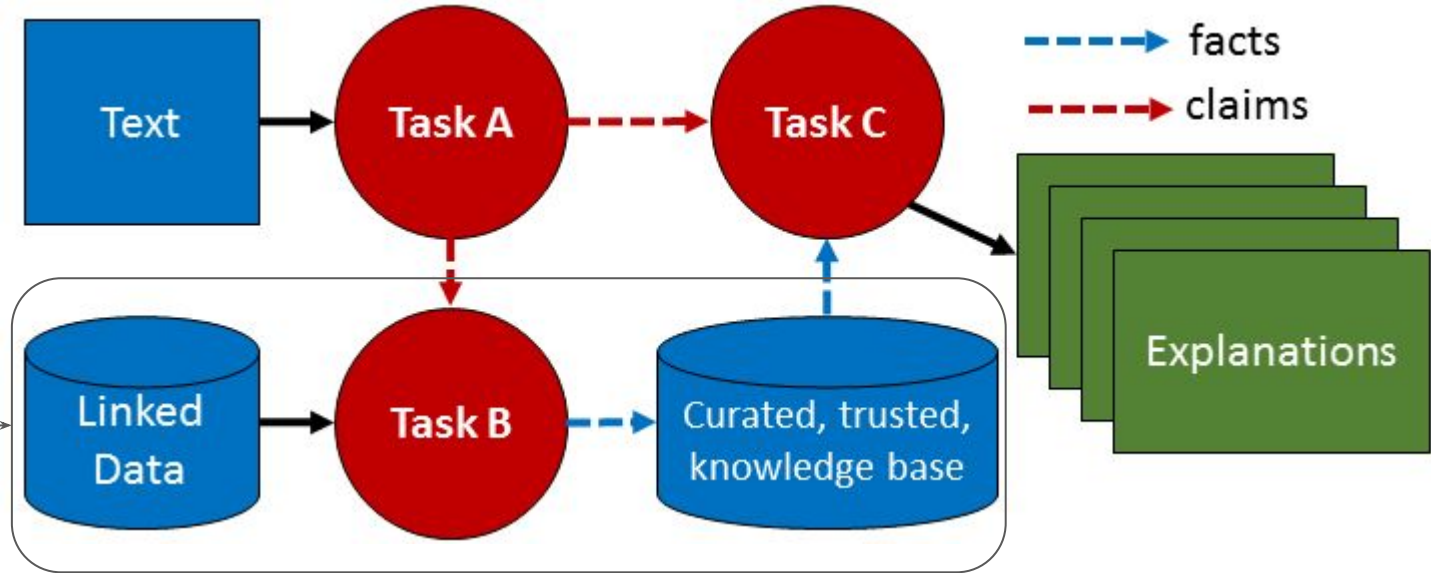 Text
Task A
Task C
facts
claims
Linked
Data
Task B
Curated, trusted,
knowledge base
Explanations